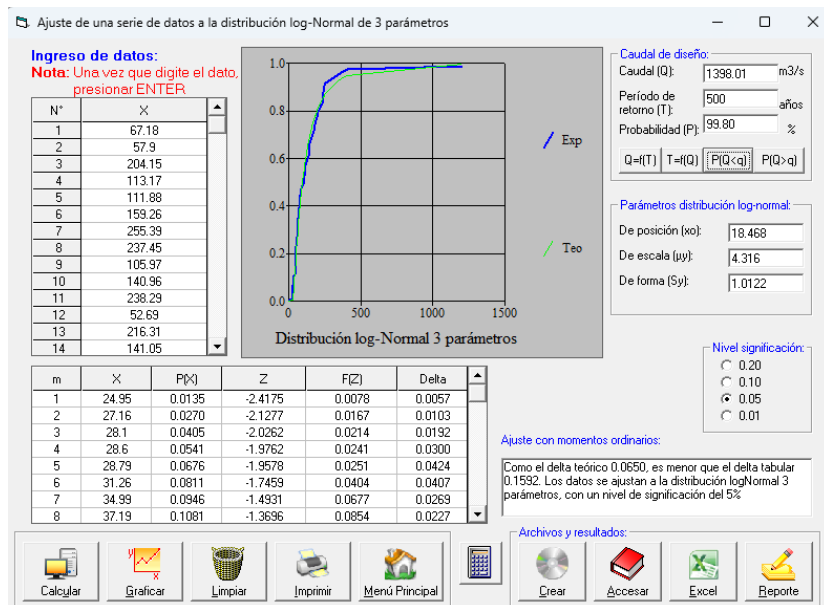 Ajuste de una serie de datos a la distribución log-Normal de 3 parámetros
Ingreso de datos:
Nota: Una vez que digite el dato,
presionar ENTER
N° X
1 67.18
2 57.9
3 204.15
4 113.17
5 111.88
6 159.26
7 255.39
8 237.45
9 105.97
10 140.96
11 238.29
12 52.69
13 216.31
14 141.05
1.0
0.8
0.6
0.4
0.2
0.0
0 500 1000 1500
Distribución log-Normal 3 parámetros
Exp
Teo
Caudal de diseño:
Caudal (Q): 1398.01 m3/s
Período de
retorno (T): 500 años
Probabilidad (P): 99.80 %
Q=f(T) T=f(Q) P(Q<q) P(Q>q)
Parámetros distribución log-normal:
De posición (xo): 18.468
De escala (µy): 4.316
De forma (Sy): 1.0122
Nivel significación:
0.20
0.10
0.05
0.01
m X P(X) Z F(Z) Delta
1 24.95 0.0135 -2.4175 0.0078 0.0057
2 27.16 0.0270 -2.1277 0.0167 0.0103
3 28.1 0.0405 -2.0262 0.0214 0.0192
4 28.6 0.0541 -1.9762 0.0241 0.0300
5 28.79 0.0676 -1.9578 0.0251 0.0424
6 31.26 0.0811 -1.7459 0.0404 0.0407
7 34.99 0.0946 -1.4931 0.0677 0.0269
8 37.19 0.1081 -1.3696 0.0854 0.0227
Ajuste con momentos ordinarios:
Como el delta teórico 0.0650, es menor que el delta tabular
0.1592. Los datos se ajustan a la distribución logNormal 3
parámetros, con un nivel de significación del 5%
Calcular
Graficar
Limpiar
Imprimir
Menú Principal
Archivos y resultados:
Crear
Accesar
Excel
Reporte